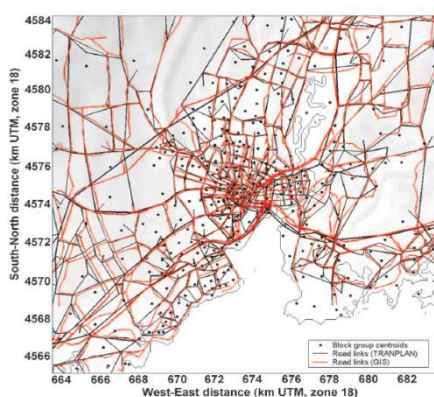 4584
4582
4580
4578
4576
4574
4572
4570
4568
4566
South-North distance (km UTM, zone 18)
664 666 668 670 672 674 676 678 680 682
West-East distance (km UTM, zone 18)
Block group centroids
Road links (TRANPLAN)
Road links (GIS)